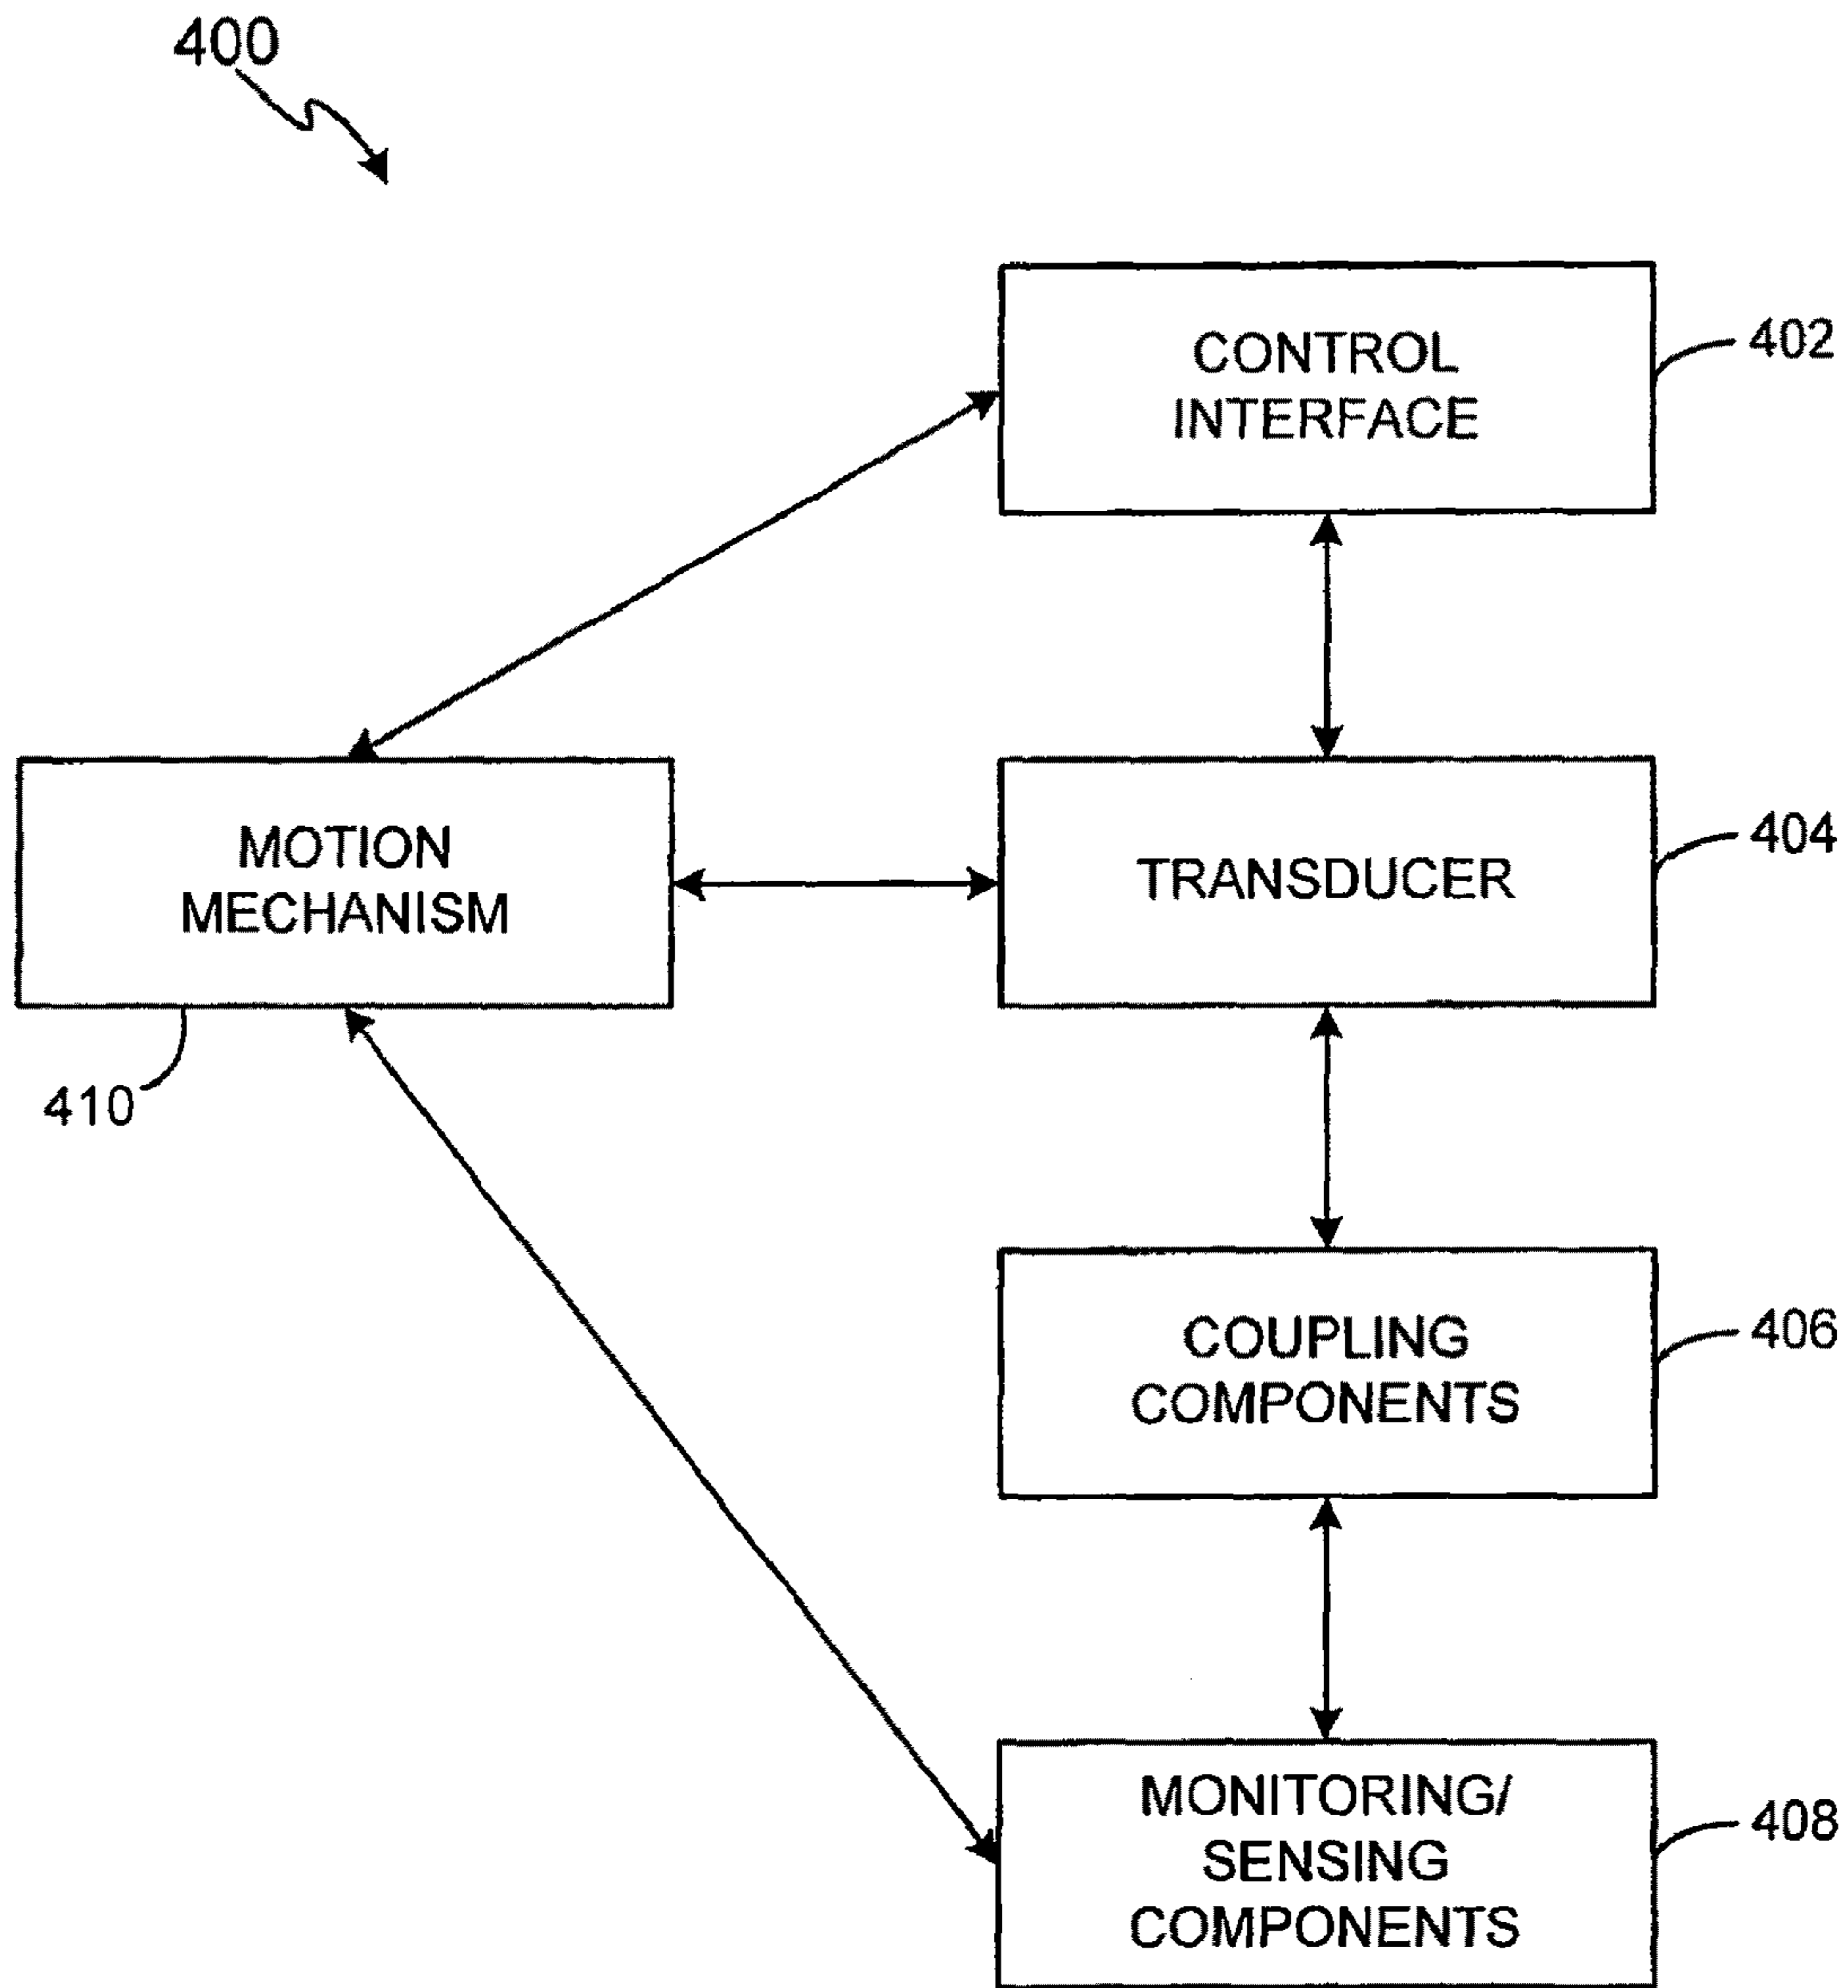 400
CONTROL
INTERFACE
402
MOTION
MECHANISM
410
TRANSDUCER
404
COUPLING
COMPONENTS
406
MONITORING/
SENSING
COMPONENTS
408